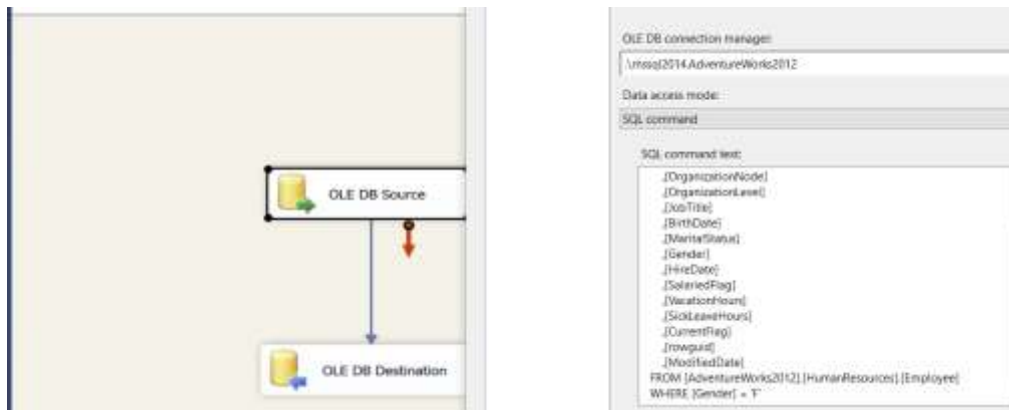 OLE DB Source
OLE DB Destination
OLE DB connection manager:
.\mssql2014.AdventureWorks2012
Data access mode:
SQL command
SQL command text:
,[OrganizationNode]
,[OrganizationLevel]
,[JobTitle]
,[BirthDate]
,[MaritalStatus]
,[Gender]
,[HireDate]
,[SalariedFlag]
,[VacationHours]
,[SickLeaveHours]
,[CurrentFlag]
,[rowguid]
,[ModifiedDate]
FROM [AdventureWorks2012].[HumanResources].[Employee]
WHERE [Gender] = 'F'